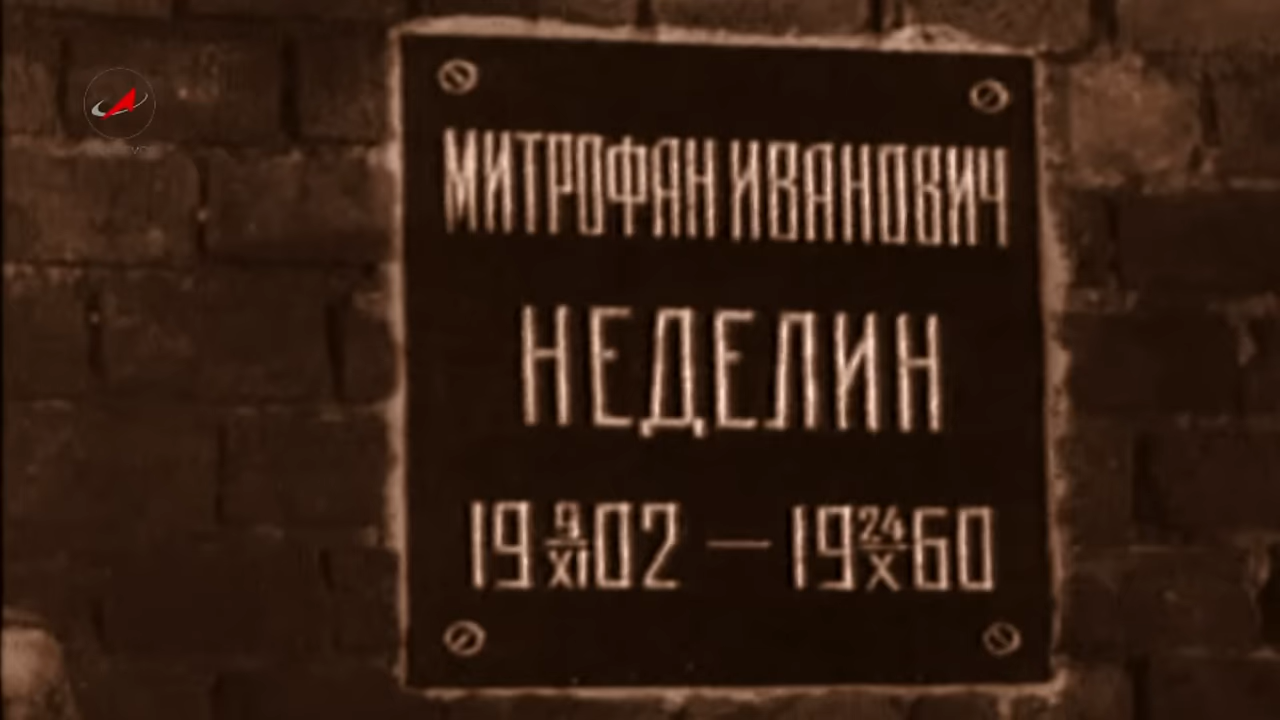 МИТРОФАН ИВАНОВИЧ
НЕДЕЛИН
19 9/XI 02 — 19 24/X 60